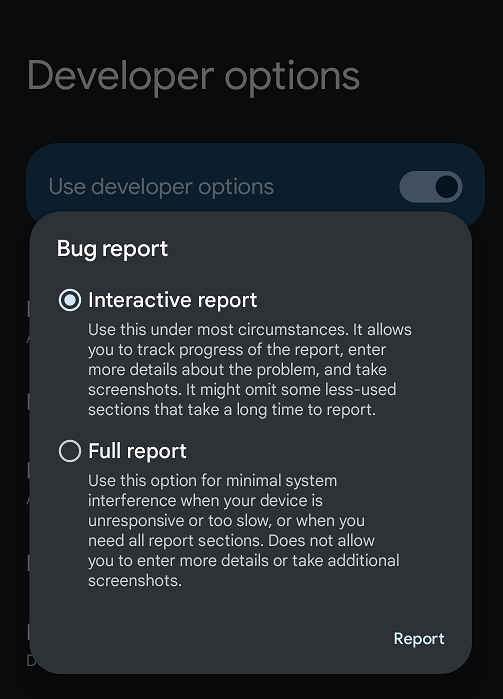 Developer options
Use developer options
Bug report
Interactive report
Use this under most circumstances. It allows
you to track progress of the report, enter
more details about the problem, and take
screenshots. It might omit some less-used
sections that take a long time to report.
Full report
Use this option for minimal system
interference when your device is
unresponsive or too slow, or when you
need all report sections. Does not allow
you to enter more details or take additional
screenshots.
Report